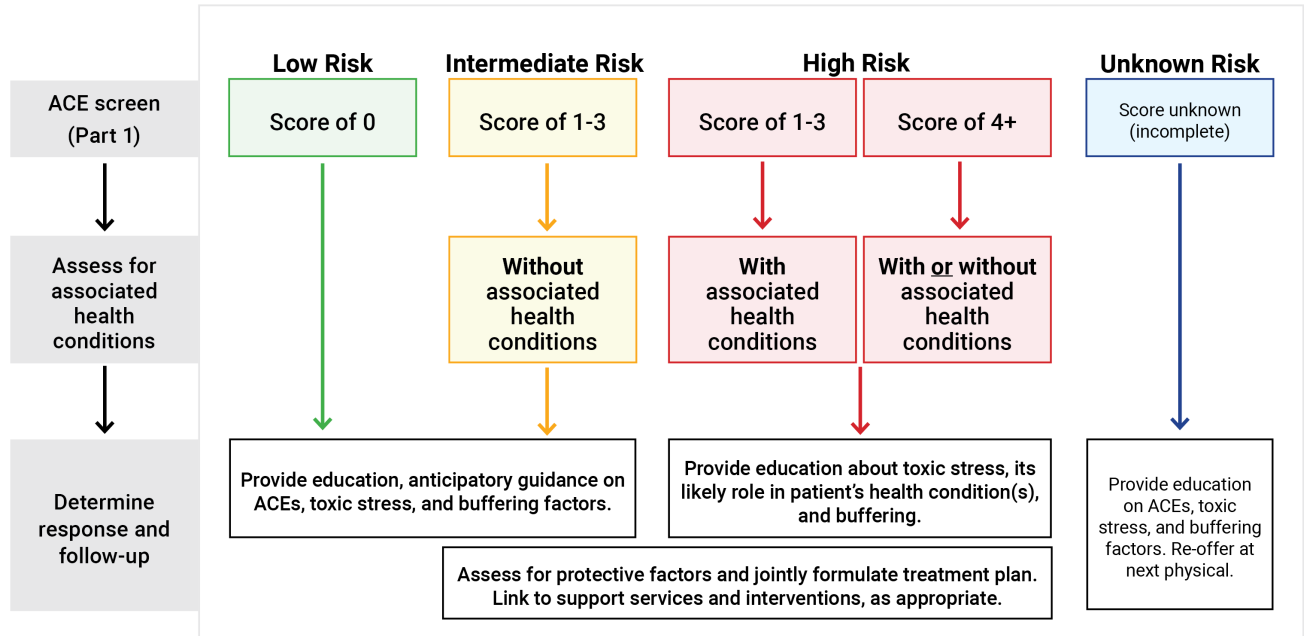 Low Risk
Intermediate Risk
High Risk
Unknown Risk
ACE screen
(Part 1)
Score of 0
Score of 1-3
Score of 1-3
Score of 4+
Score unknown
(incomplete)
Assess for
associated
health
conditions
Without
associated
health
conditions
With
associated
health
conditions
With or without
associated
health
conditions
Determine
response and
follow-up
Provide education, anticipatory guidance on
ACEs, toxic stress, and buffering factors.
Provide education about toxic stress, its
likely role in patient’s health condition(s),
and buffering.
Assess for protective factors and jointly formulate treatment plan.
Link to support services and interventions, as appropriate.
Provide education
on ACEs, toxic
stress, and buffering
factors. Re-offer at
next physical.